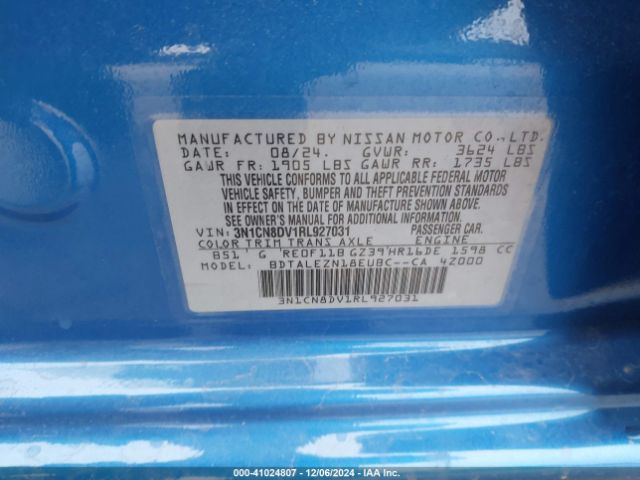 MANUFACTURED BY NISSAN MOTOR CO.,LTD.
DATE: 08/24. GVWR: 3624 LBS
GAWR FR: 1905 LBS GAWR RR: 1735 LBS
THIS VEHICLE CONFORMS TO ALL APPLICABLE FEDERAL MOTOR
VEHICLE SAFETY, BUMPER AND THEFT PREVENTION STANDARDS
IN EFFECT ON THE DATE OF MANUFACTURE SHOWN ABOVE.
SEE OWNER'S MANUAL FOR ADDITIONAL INFORMATION.
VIN: 3N1CN8DV1RL927031 PASSENGER CAR.
COLOR TRIM TRANS AXLE ENGINE
B51 G RE0F11B GZ39 HR16DE 1598 CC
MODEL: BDTALEZN18EUBC--CA 42000
3N1CN8DV1RL927031
000-41024807 - 12/06/2024 - IAA Inc.